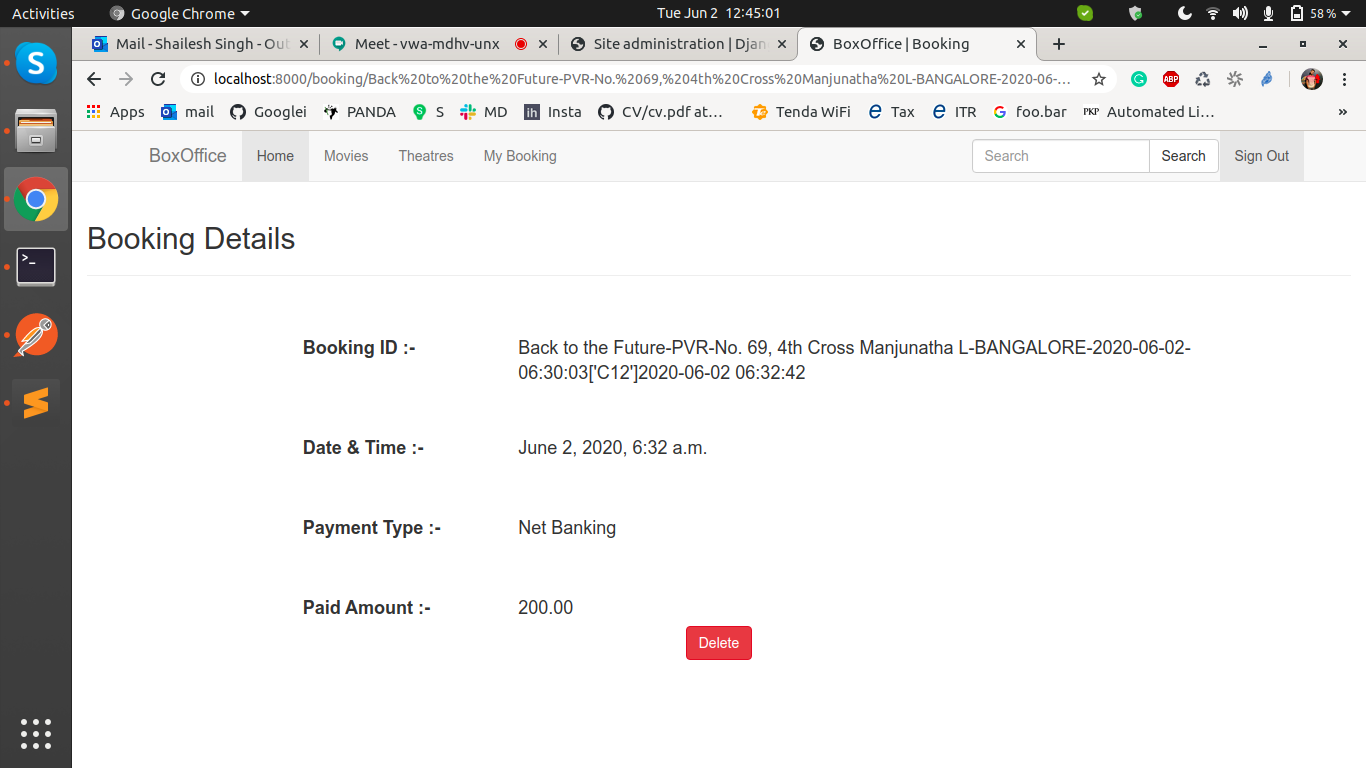 Activities Google Chrome Tue Jun 2 12:45:01 58%
Mail - Shailesh Singh - Out Meet - vwa-mdhv-unx Site administration | Djan BoxOffice | Booking
localhost:8000/booking/Back%20to%20the%20Future-PVR-No.%2069,%204th%20Cross%20Manjunatha%20L-BANGALORE-2020-06-... ABP
Apps mail Googlei PANDA S MD ih Insta CV/cv.pdf at... Tenda WiFi Tax ITR foo.bar PKP Automated Li... »
BoxOffice Home Movies Theatres My Booking Search Search Sign Out
Booking Details
Booking ID :- Back to the Future-PVR-No. 69, 4th Cross Manjunatha L-BANGALORE-2020-06-02-
06:30:03['C12']2020-06-02 06:32:42
Date & Time :- June 2, 2020, 6:32 a.m.
Payment Type :- Net Banking
Paid Amount :- 200.00
Delete